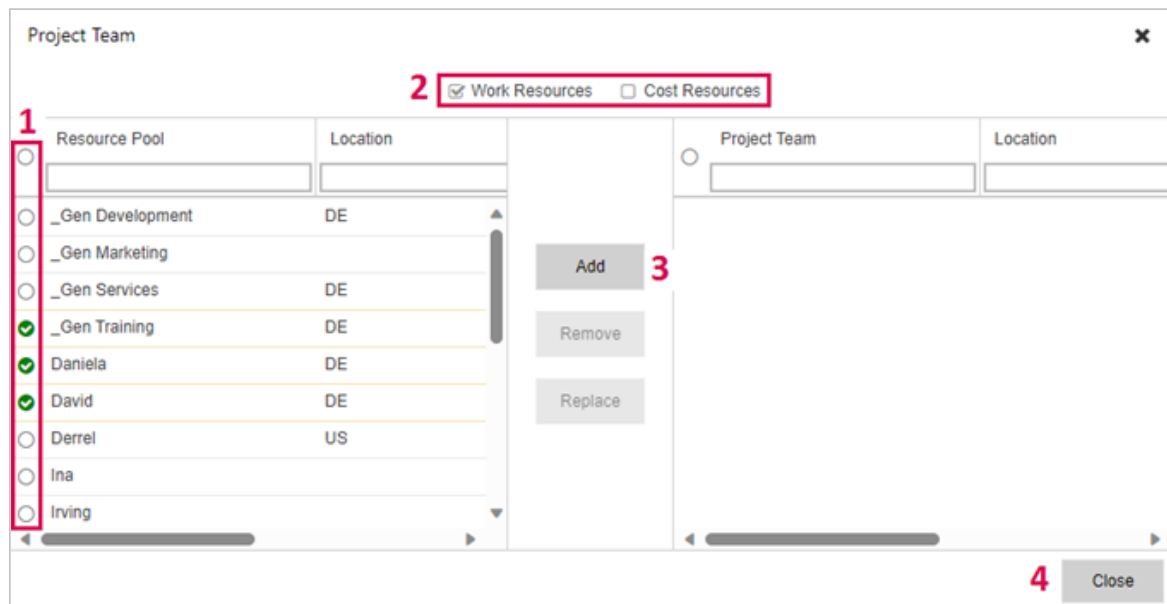 Project Team
2 Work Resources Cost Resources
1
Resource Pool Location Project Team Location
_Gen Development DE
_Gen Marketing
Add 3
_Gen Services DE
_Gen Training DE
Remove
Daniela DE
David DE
Replace
Derrel US
Ina
Irving
4 Close